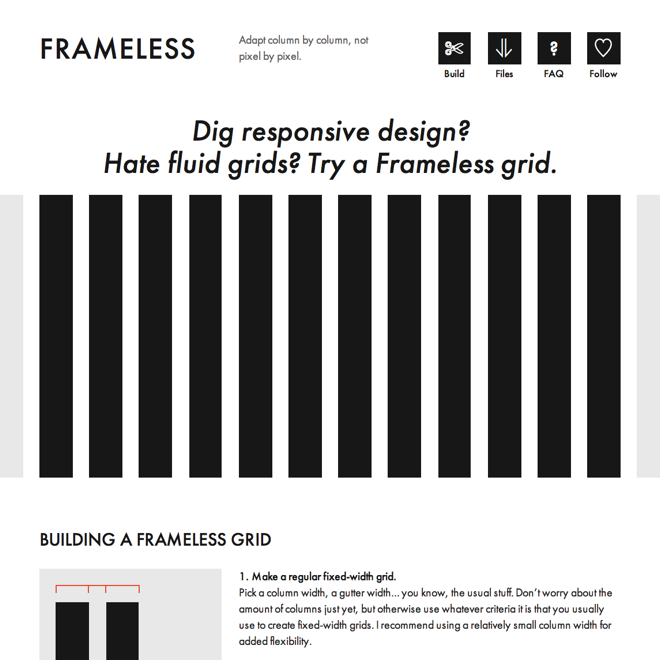 FRAMELESS
Adapt column by column, not
pixel by pixel.
Build
Files
FAQ
Follow
Dig responsive design?
Hate fluid grids? Try a Frameless grid.
BUILDING A FRAMELESS GRID
1. Make a regular fixed-width grid.
Pick a column width, a gutter width... you know, the usual stuff. Don’t worry about the
amount of columns just yet, but otherwise use whatever criteria it is that you usually
use to create fixed-width grids. I recommend using a relatively small column width for
added flexibility.